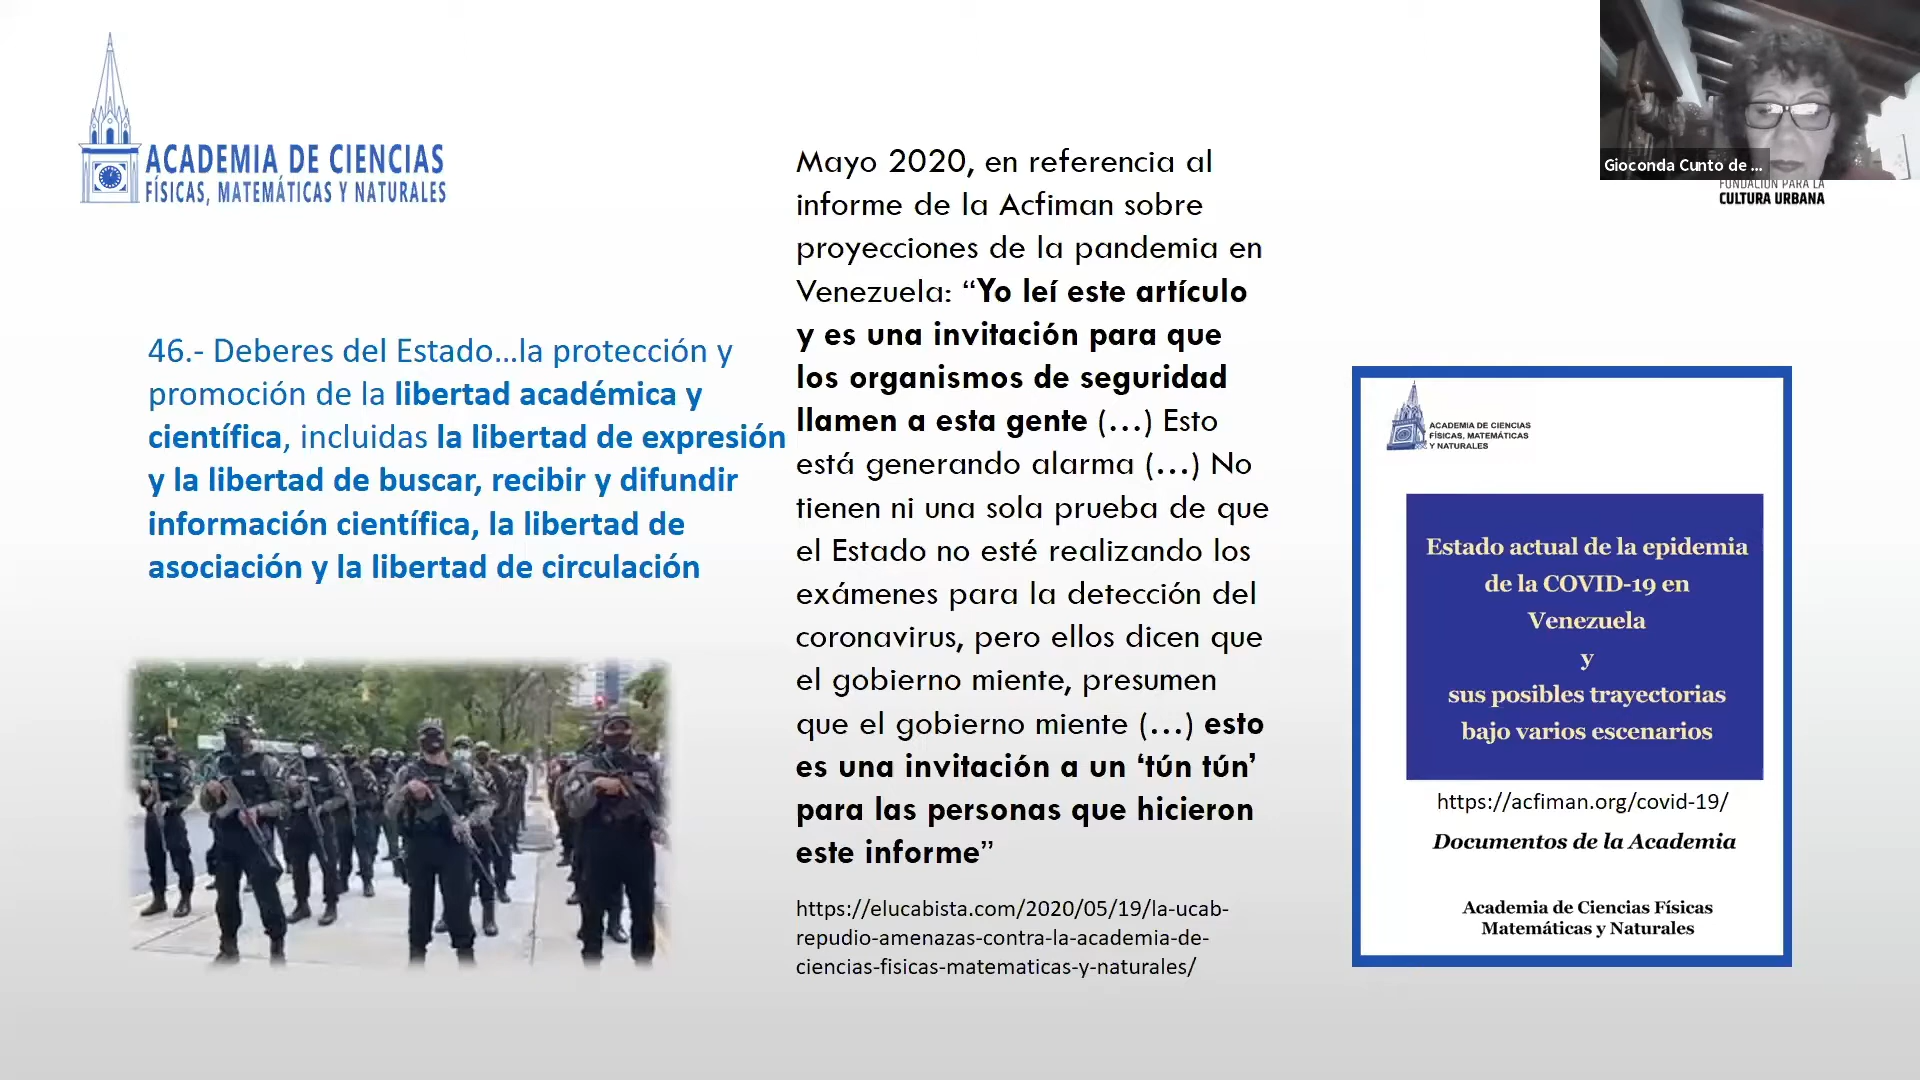 ACADEMIA DE CIENCIAS
FÍSICAS, MATEMÁTICAS Y NATURALES
46.- Deberes del Estado...la protección y
promoción de la libertad académica y
científica, incluidas la libertad de expresión
y la libertad de buscar, recibir y difundir
información científica, la libertad de
asociación y la libertad de circulación
Mayo 2020, en referencia al
informe de la Acfiman sobre
proyecciones de la pandemia en
Venezuela: “Yo leí este artículo
y es una invitación para que
los organismos de seguridad
llamen a esta gente (...) Esto
está generando alarma (...) No
tienen ni una sola prueba de que
el Estado no esté realizando los
exámenes para la detección del
coronavirus, pero ellos dicen que
el gobierno miente, presumen
que el gobierno miente (...) esto
es una invitación a un ‘tún tún’
para las personas que hicieron
este informe”
https://elucabista.com/2020/05/19/la-ucab-
repudio-amenazas-contra-la-academia-de-
ciencias-fisicas-matematicas-y-naturales/
Gioconda Cunto de ...
FUNDACIÓN PARA LA
CULTURA URBANA
ACADEMIA DE CIENCIAS
FÍSICAS, MATEMÁTICAS
Y NATURALES
Estado actual de la epidemia
de la COVID-19 en
Venezuela
y
sus posibles trayectorias
bajo varios escenarios
https://acfiman.org/covid-19/
Documentos de la Academia
Academia de Ciencias Físicas
Matemáticas y Naturales